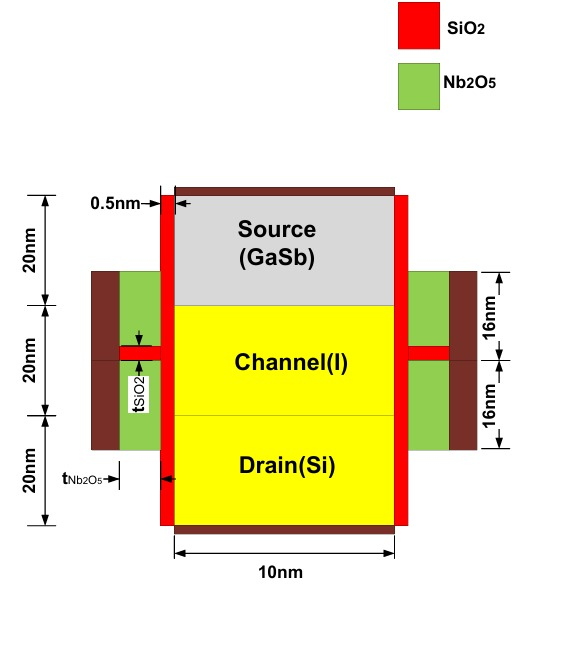 SiO2
Nb2O5
0.5nm
Source
(GaSb)
20nm
16nm
Channel(I)
20nm
tSiO2
16nm
Drain(Si)
20nm
tNb2O5
10nm